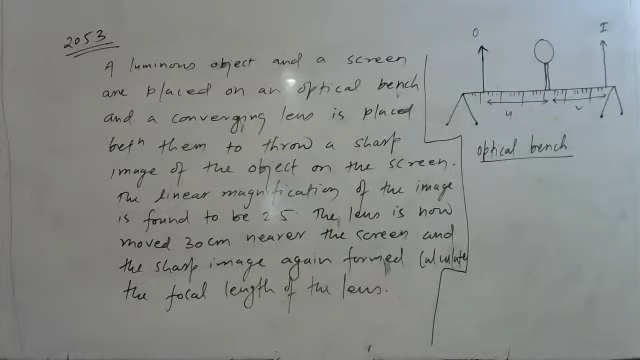 2053
A luminous object and a screen
are placed on an optical bench
and a converging lens is placed
betn them to throw a sharp
image of the object on the screen.
The linear magnification of the image
is found to be 2.5 The lens is now
moved 30cm nearer the screen and
the sharp image again formed Calculate
the focal length of the lens.
O
I
u
v
optical bench